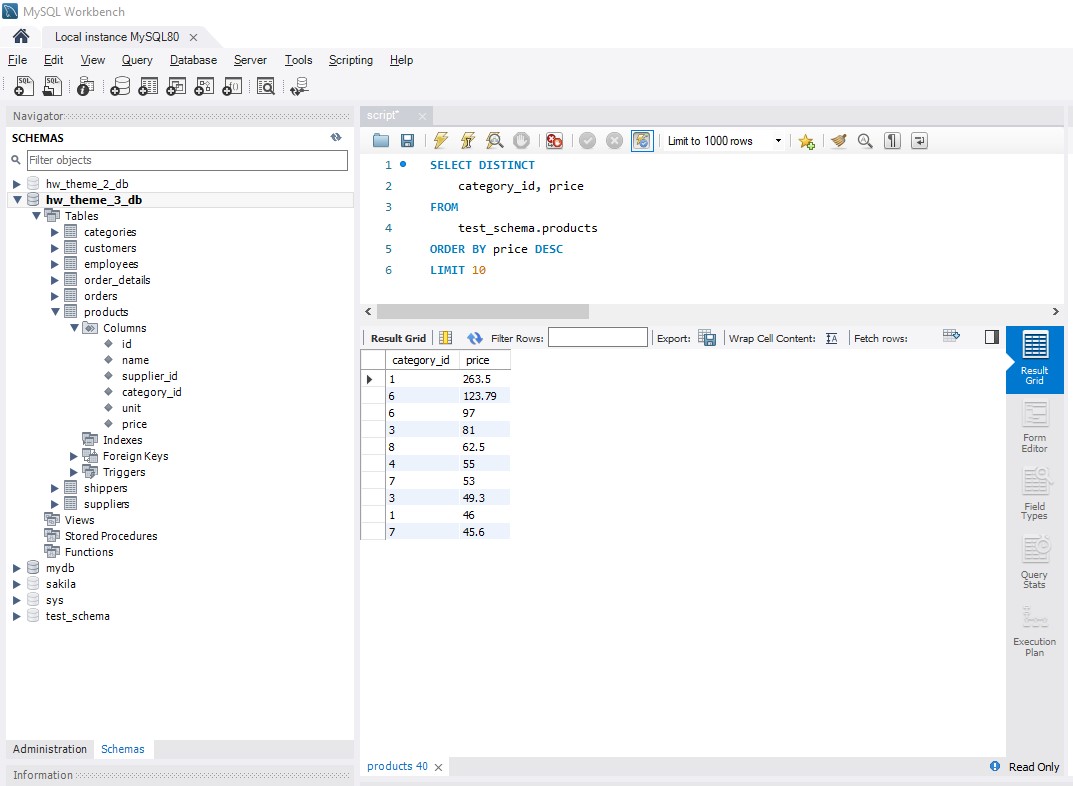 MySQL Workbench
Local instance MySQL80
File Edit View Query Database Server Tools Scripting Help
Navigator
SCHEMAS
Filter objects
hw_theme_2_db
hw_theme_3_db
Tables
categories
customers
employees
order_details
orders
products
Columns
id
name
supplier_id
category_id
unit
price
Indexes
Foreign Keys
Triggers
shippers
suppliers
Views
Stored Procedures
Functions
mydb
sakila
sys
test_schema
Administration Schemas
Information
script*
Limit to 1000 rows
1 SELECT DISTINCT
2 category_id, price
3 FROM
4 test_schema.products
5 ORDER BY price DESC
6 LIMIT 10
Result Grid Filter Rows: Export: Wrap Cell Content: Fetch rows:
category_id price
1 263.5
6 123.79
6 97
3 81
8 62.5
4 55
7 53
3 49.3
1 46
7 45.6
Result
Grid
Form
Editor
Field
Types
Query
Stats
Execution
Plan
products 40
Read Only